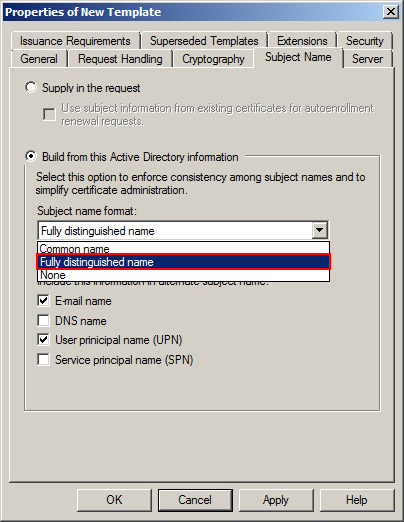 Properties of New Template
Issuance Requirements Superseded Templates Extensions Security
General Request Handling Cryptography Subject Name Server
Supply in the request
Use subject information from existing certificates for autoenrollment
renewal requests.
Build from this Active Directory information
Select this option to enforce consistency among subject names and to
simplify certificate administration.
Subject name format:
Fully distinguished name
Common name
Fully distinguished name
None
Include this information in alternate subject name:
E-mail name
DNS name
User prinicipal name (UPN)
Service principal name (SPN)
OK Cancel Apply Help